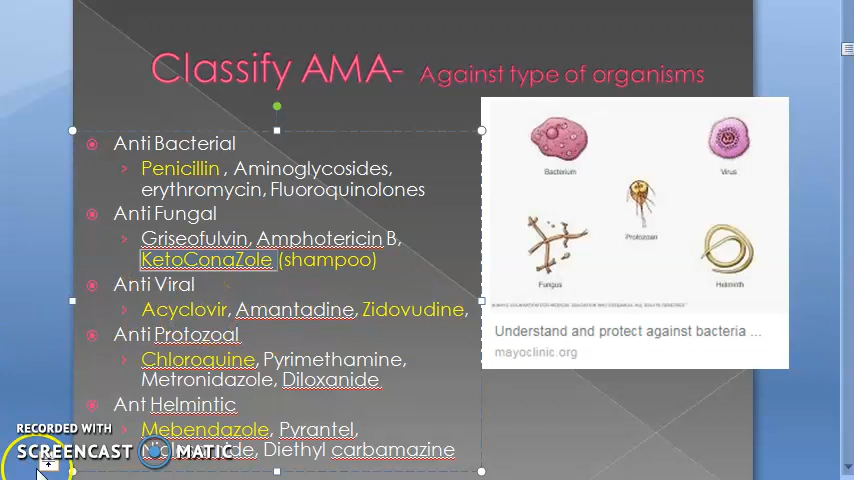 Classify AMA- Against type of organisms
Anti Bacterial
Penicillin , Aminoglycosides,
erythromycin, Fluoroquinolones
Anti Fungal
Griseofulvin, Amphotericin B,
KetoConaZole (shampoo)
Anti Viral
Acyclovir, Amantadine, Zidovudine,
Anti Protozoal
Chloroquine, Pyrimethamine,
Metronidazole, Diloxanide
Ant Helmintic
Mebendazole, Pyrantel,
Diethyl carbamazine
Bacterium
Virus
Protozoan
Fungus
Helminth
Understand and protect against bacteria ...
mayoclinic.org
RECORDED WITH
SCREENCAST MATIC